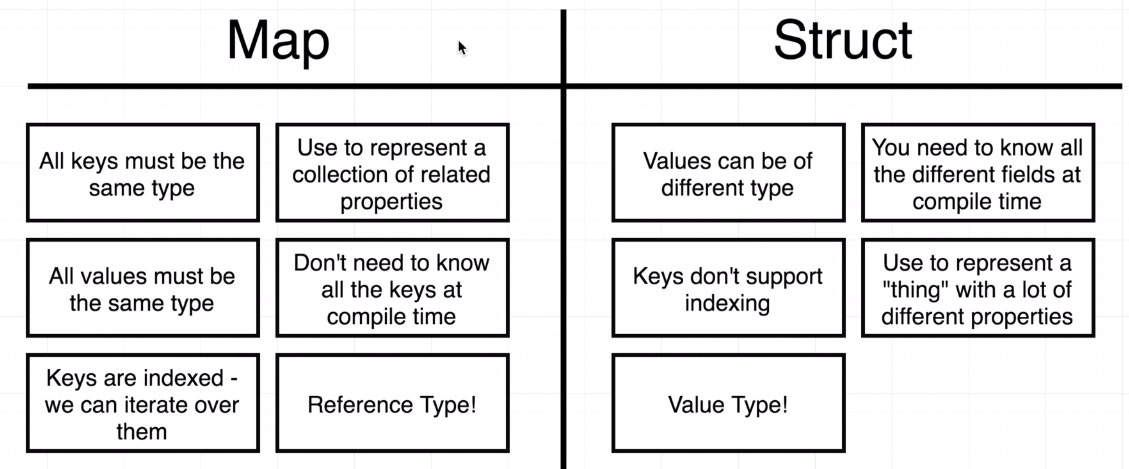 Map
Struct
All keys must be the
same type
Use to represent a
collection of related
properties
Values can be of
different type
You need to know all
the different fields at
compile time
All values must be
the same type
Don't need to know
all the keys at
compile time
Keys don't support
indexing
Use to represent a
"thing" with a lot of
different properties
Keys are indexed -
we can iterate over
them
Reference Type!
Value Type!